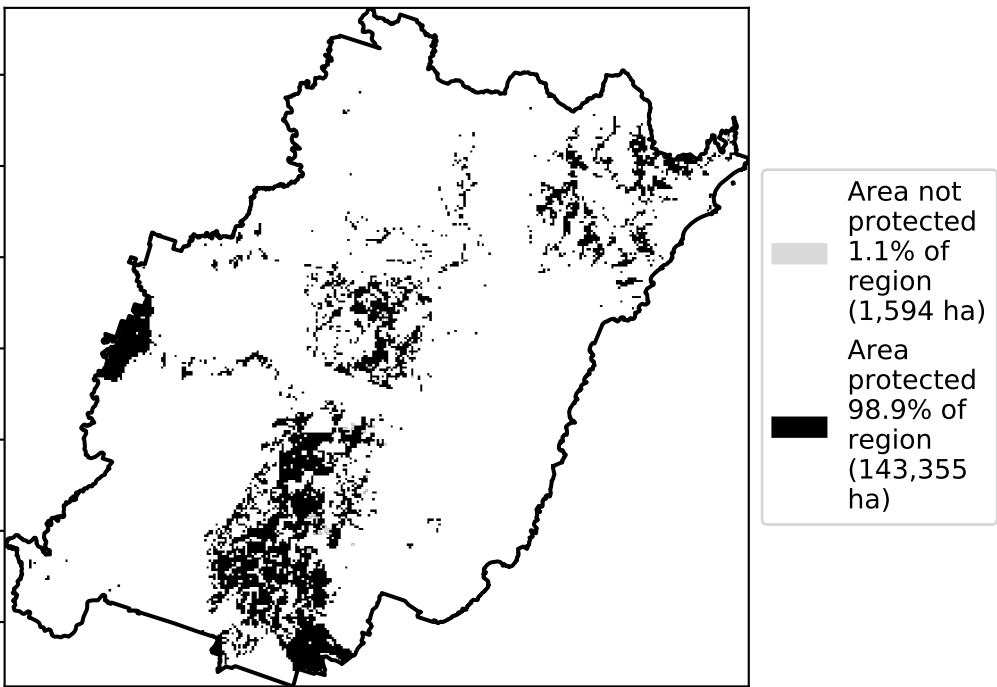 Area not
protected
1.1% of
region
(1,594 ha)
Area
protected
98.9% of
region
(143,355
ha)